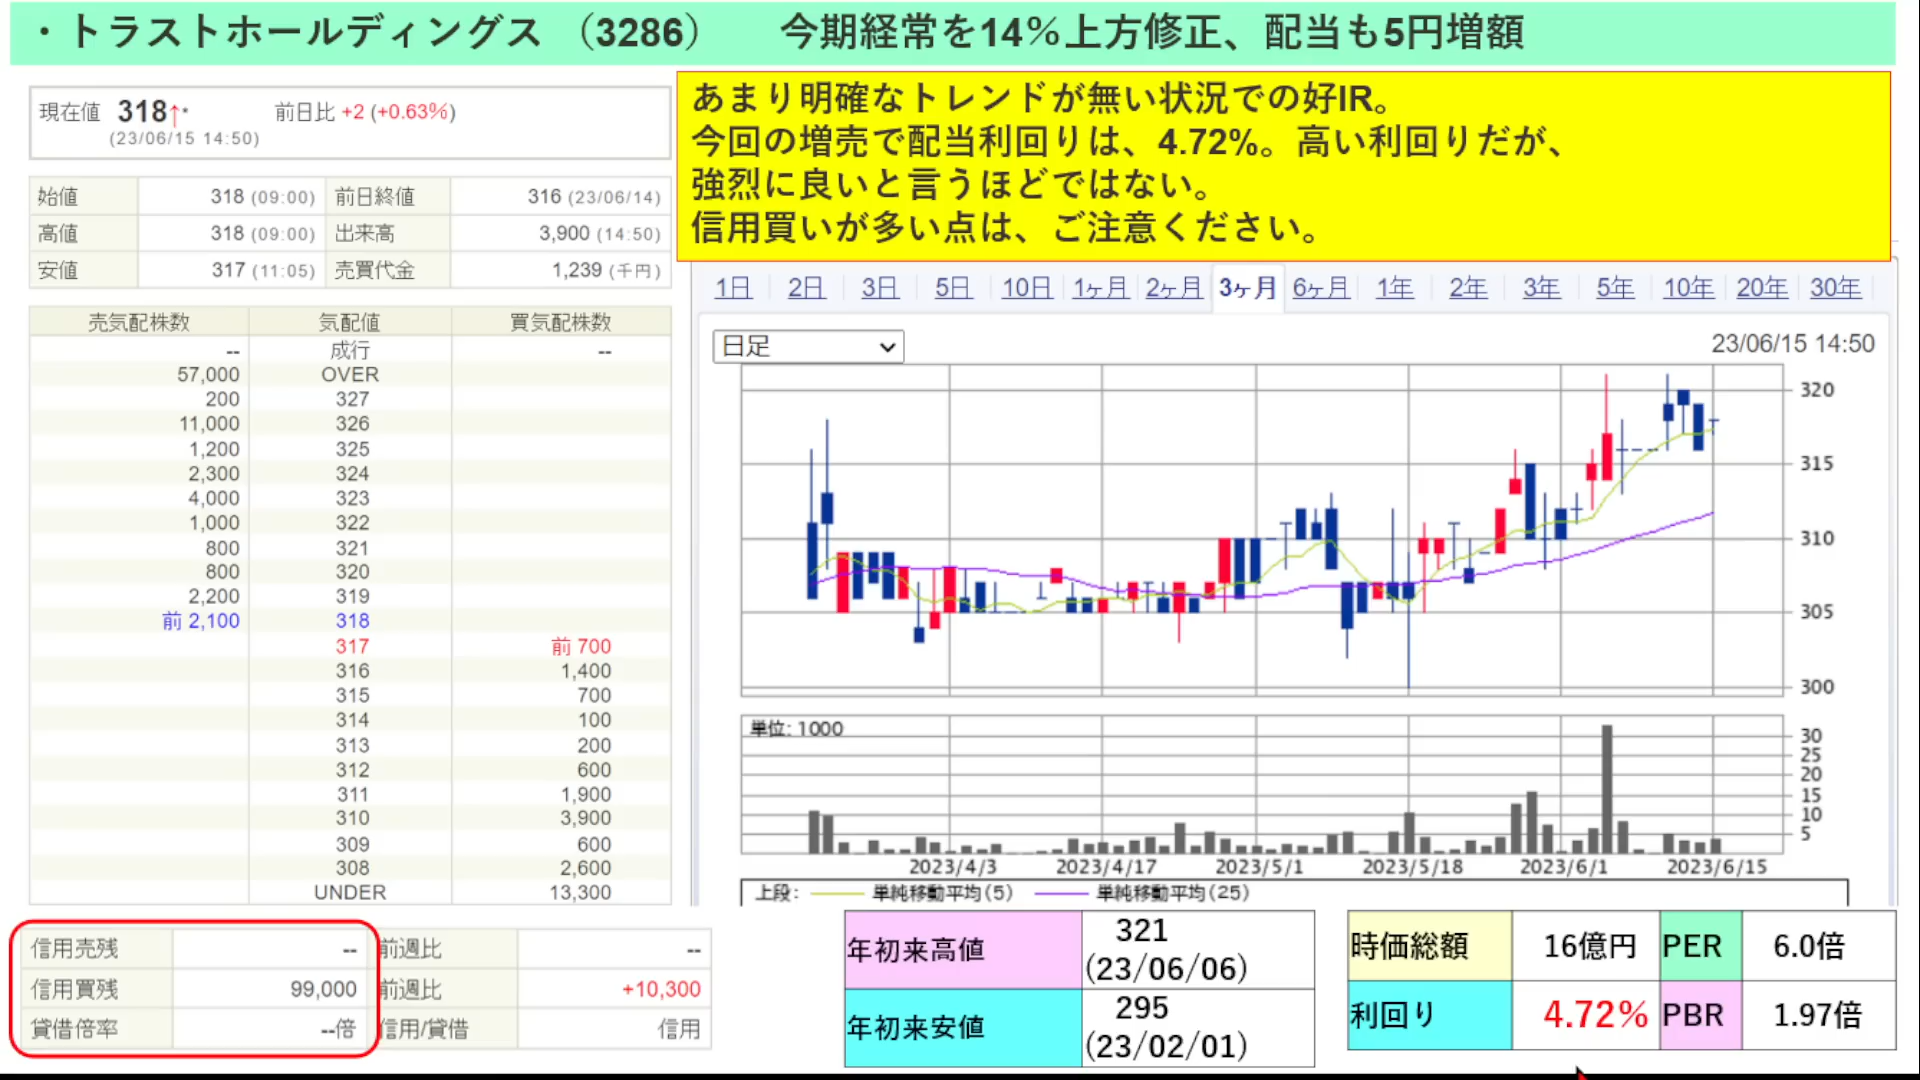 ・トラストホールディングス （3286）　　今期経常を14％上方修正、配当も5円増額
現在値 318↑* 前日比 +2 (+0.63%)
(23/06/15 14:50)
あまり明確なトレンドが無い状況での好IR。
今回の増売で配当利回りは、4.72%。高い利回りだが、
強烈に良いと言うほどではない。
信用買いが多い点は、ご注意ください。
始値 318 (09:00) 前日終値 316 (23/06/14)
高値 318 (09:00) 出来高 3,900 (14:50)
安値 317 (11:05) 売買代金 1,239 (千円)
売気配株数 気配値 買気配株数
-- 成行 --
57,000 OVER
200 327
11,000 326
1,200 325
2,300 324
4,000 323
1,000 322
800 321
800 320
2,200 319
前 2,100 318
317 前 700
316 1,400
315 700
314 100
313 200
312 600
311 1,900
310 3,900
309 600
308 2,600
UNDER 13,300
1日 2日 3日 5日 10日 1ヶ月 2ヶ月 3ヶ月 6ヶ月 1年 2年 3年 5年 10年 20年 30年
日足 23/06/15 14:50
320
315
310
305
300
単位: 1000
30
25
20
15
10
5
2023/4/3 2023/4/17 2023/5/1 2023/5/18 2023/6/1 2023/6/15
上段: 単純移動平均(5) 単純移動平均(25)
信用売残 -- 前週比 --
信用買残 99,000 前週比 +10,300
貸借倍率 --倍 信用/貸借 信用
年初来高値 321
(23/06/06)
年初来安値 295
(23/02/01)
時価総額 16億円 PER 6.0倍
利回り 4.72% PBR 1.97倍